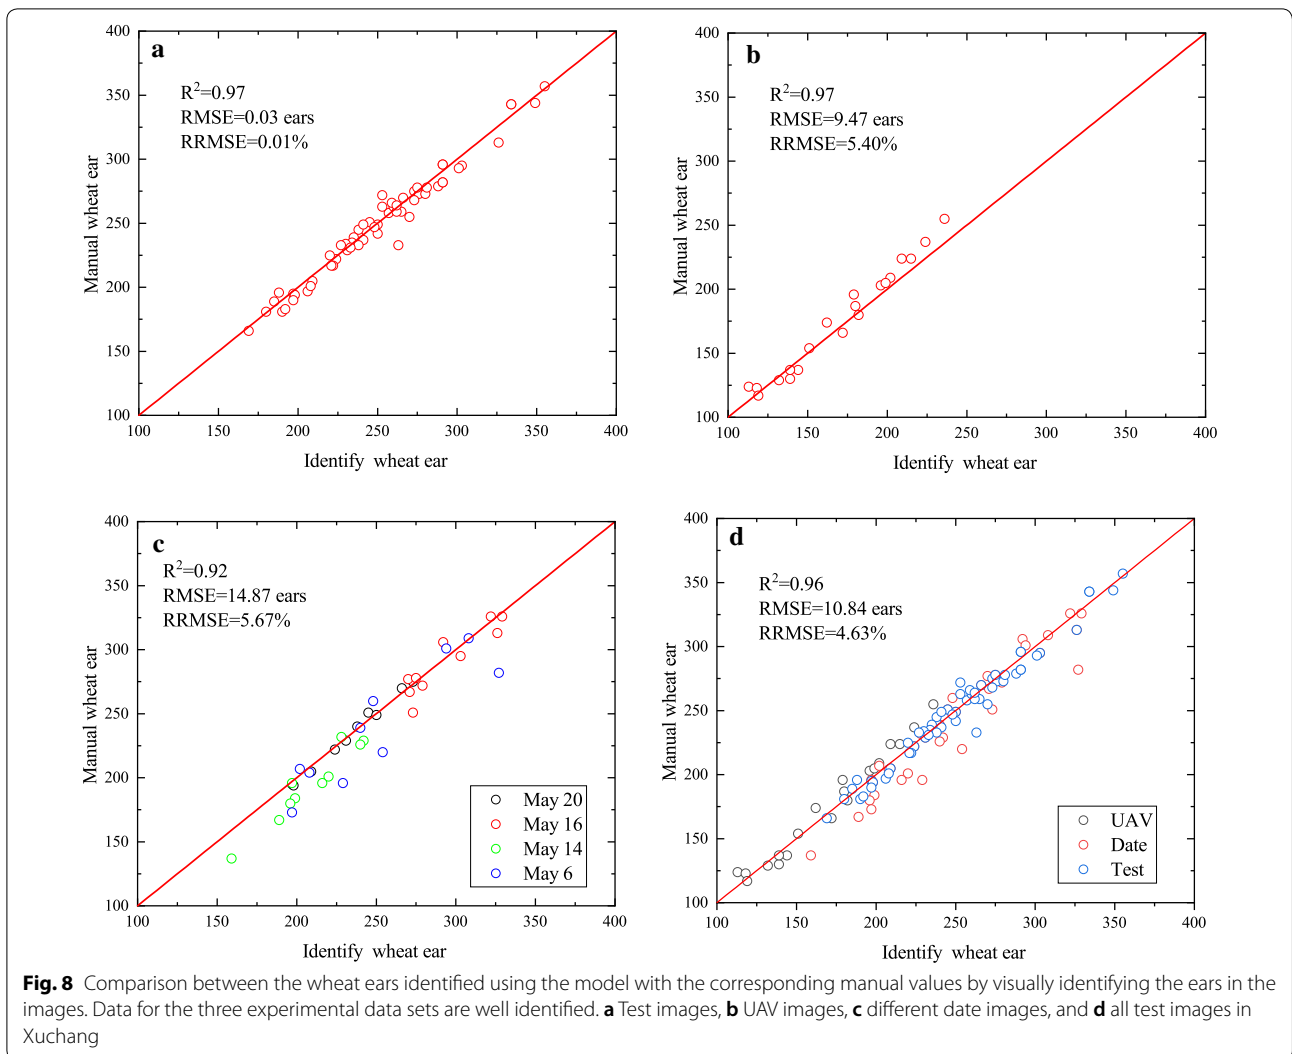 a
R2=0.97
RMSE=0.03 ears
RRMSE=0.01%
Manual wheat ear
400
350
300
250
200
150
100
100 150 200 250 300 350 400
Identify wheat ear
b
R2=0.97
RMSE=9.47 ears
RRMSE=5.40%
Manual wheat ear
400
350
300
250
200
150
100
100 150 200 250 300 350 400
Identify wheat ear
c
R2=0.92
RMSE=14.87 ears
RRMSE=5.67%
Manual wheat ear
400
350
300
250
200
150
100
100 150 200 250 300 350 400
Identify wheat ear
May 20
May 16
May 14
May 6
d
R2=0.96
RMSE=10.84 ears
RRMSE=4.63%
Manual wheat ear
400
350
300
250
200
150
100
100 150 200 250 300 350 400
Identify wheat ear
UAV
Date
Test
Fig. 8 Comparison between the wheat ears identified using the model with the corresponding manual values by visually identifying the ears in the
images. Data for the three experimental data sets are well identified. a Test images, b UAV images, c different date images, and d all test images in
Xuchang